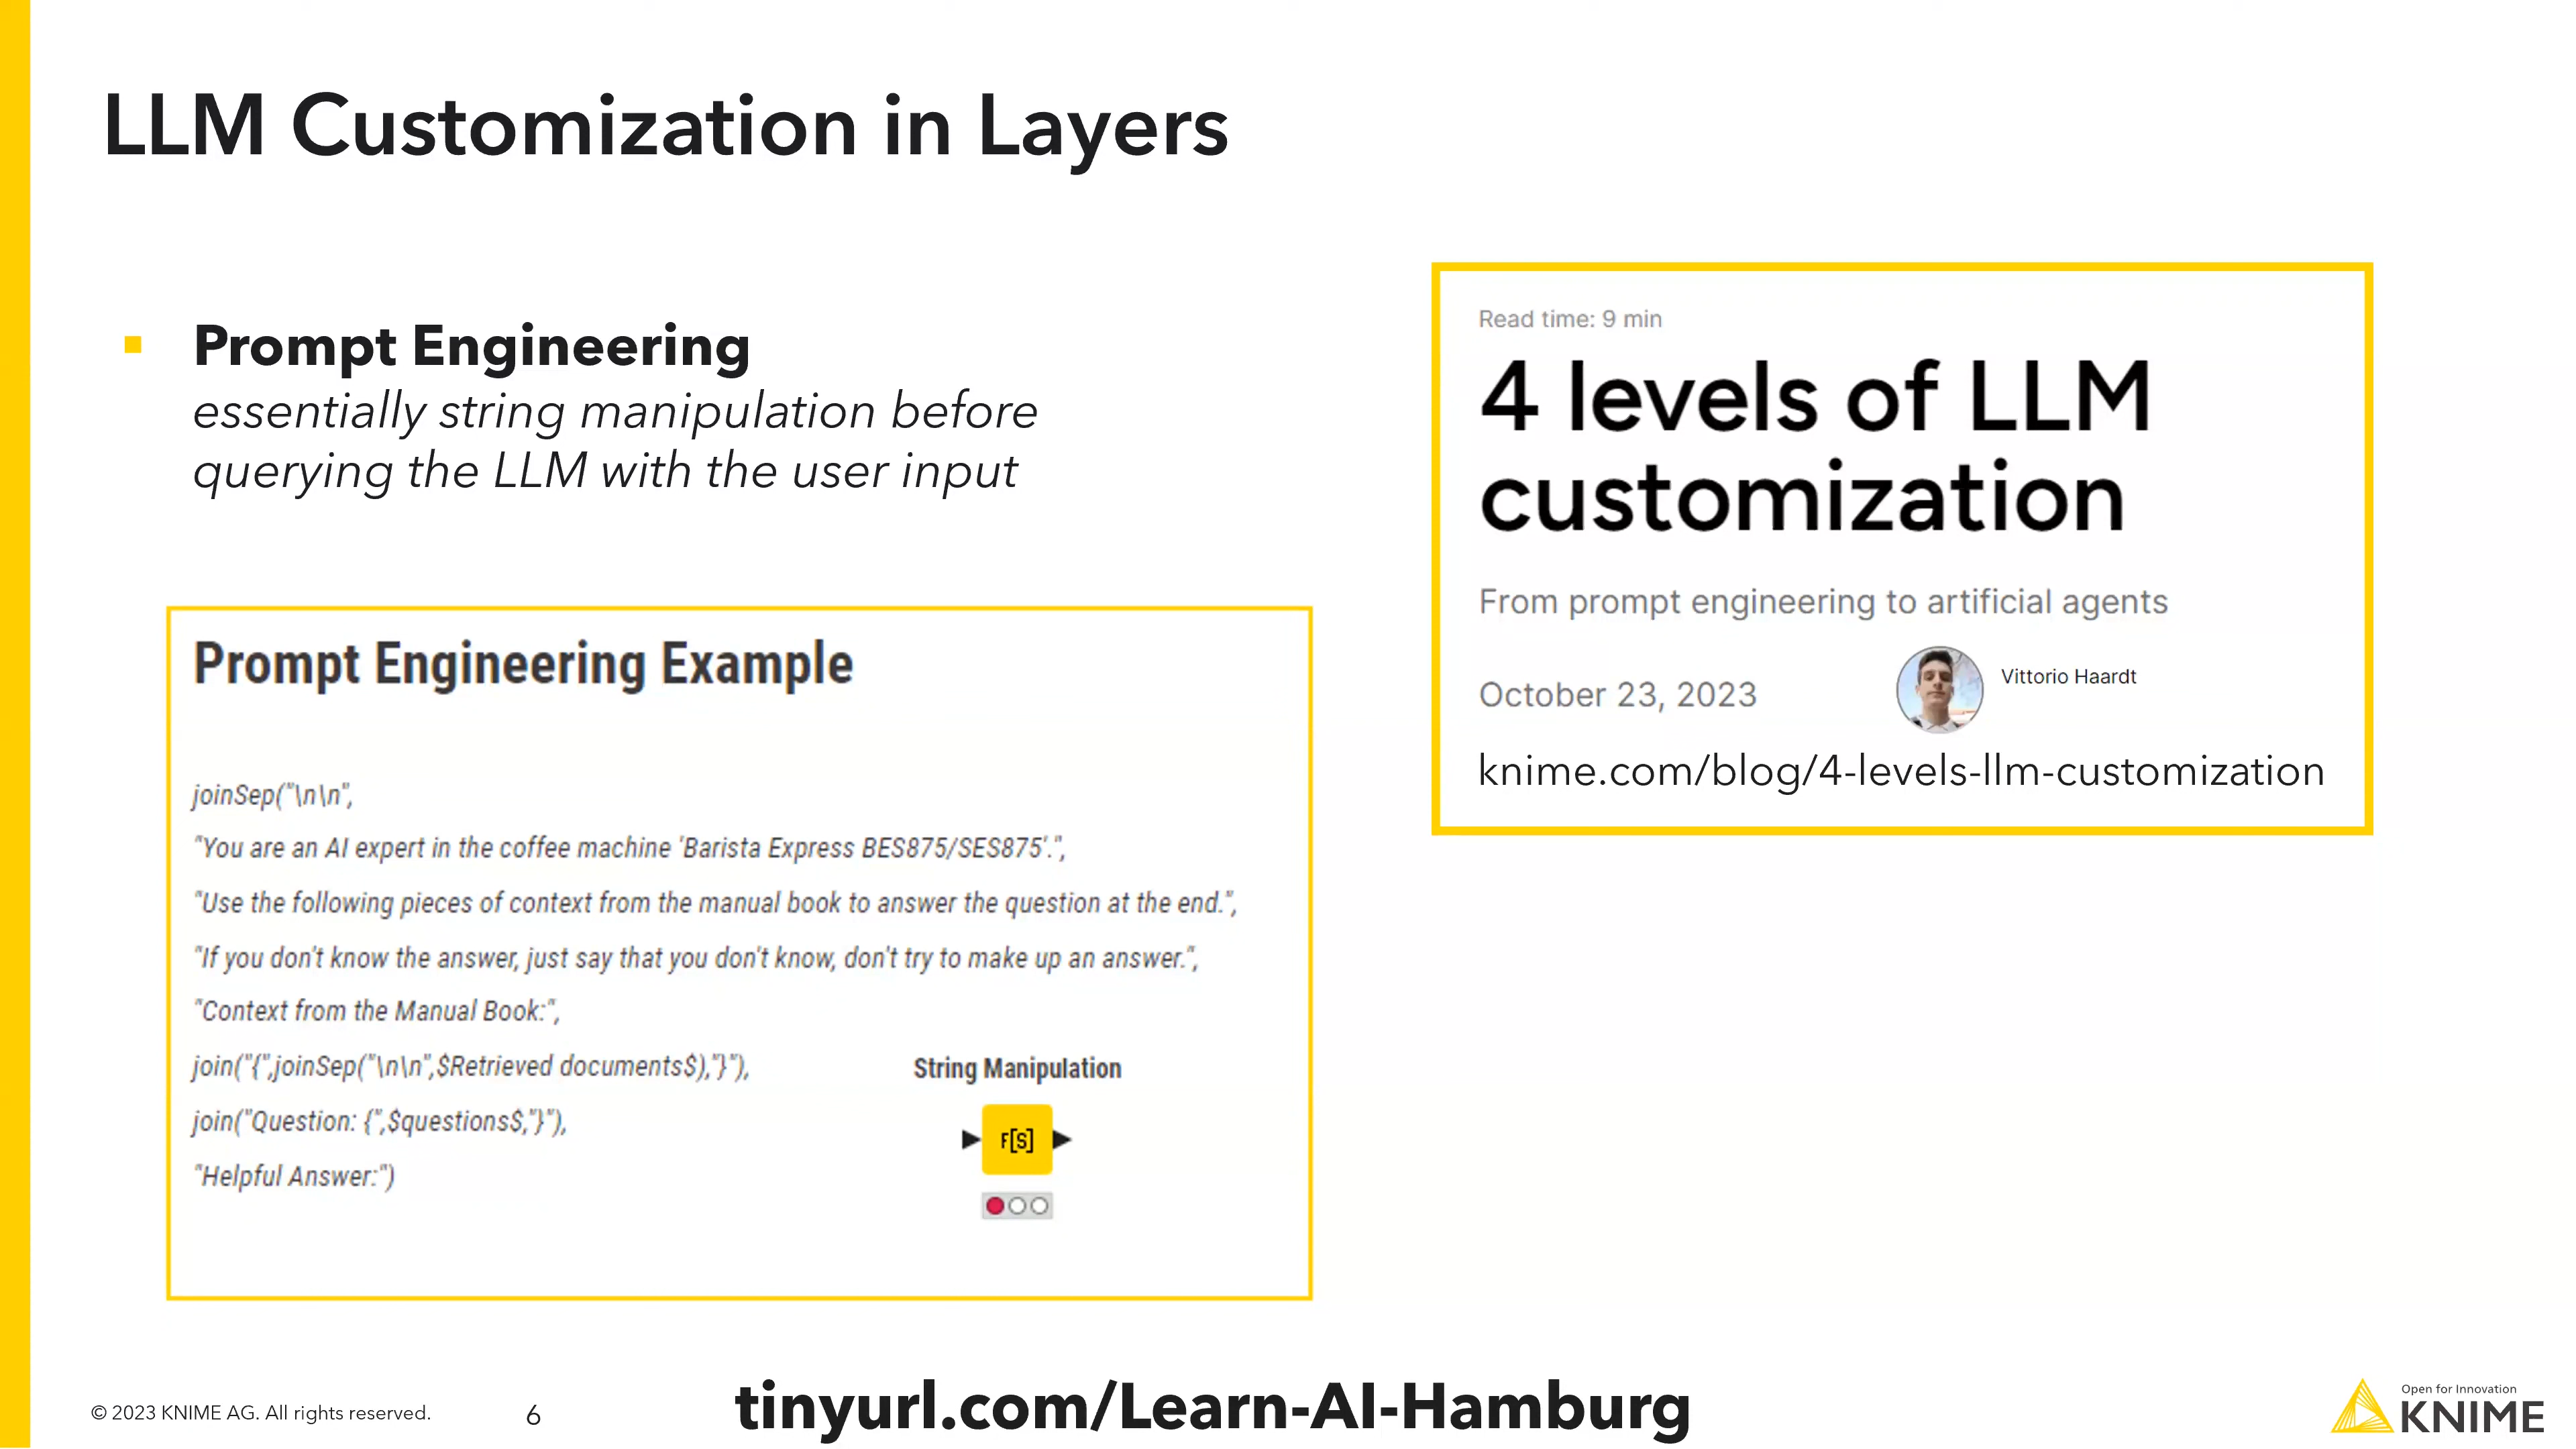 LLM Customization in Layers
Prompt Engineering
essentially string manipulation before
querying the LLM with the user input
Prompt Engineering Example
joinSep("\n\n",
"You are an AI expert in the coffee machine 'Barista Express BES875/SES875'.",
"Use the following pieces of context from the manual book to answer the question at the end.",
"If you don't know the answer, just say that you don't know, don't try to make up an answer.",
"Context from the Manual Book:",
join("{",joinSep("\n\n",$Retrieved documents$),"}"),
join("Question: {",$questions$,"}"),
"Helpful Answer:")
String Manipulation
F[S]
Read time: 9 min
4 levels of LLM
customization
From prompt engineering to artificial agents
October 23, 2023
Vittorio Haardt
knime.com/blog/4-levels-llm-customization
© 2023 KNIME AG. All rights reserved.
6
tinyurl.com/Learn-AI-Hamburg
Open for Innovation
KNIME